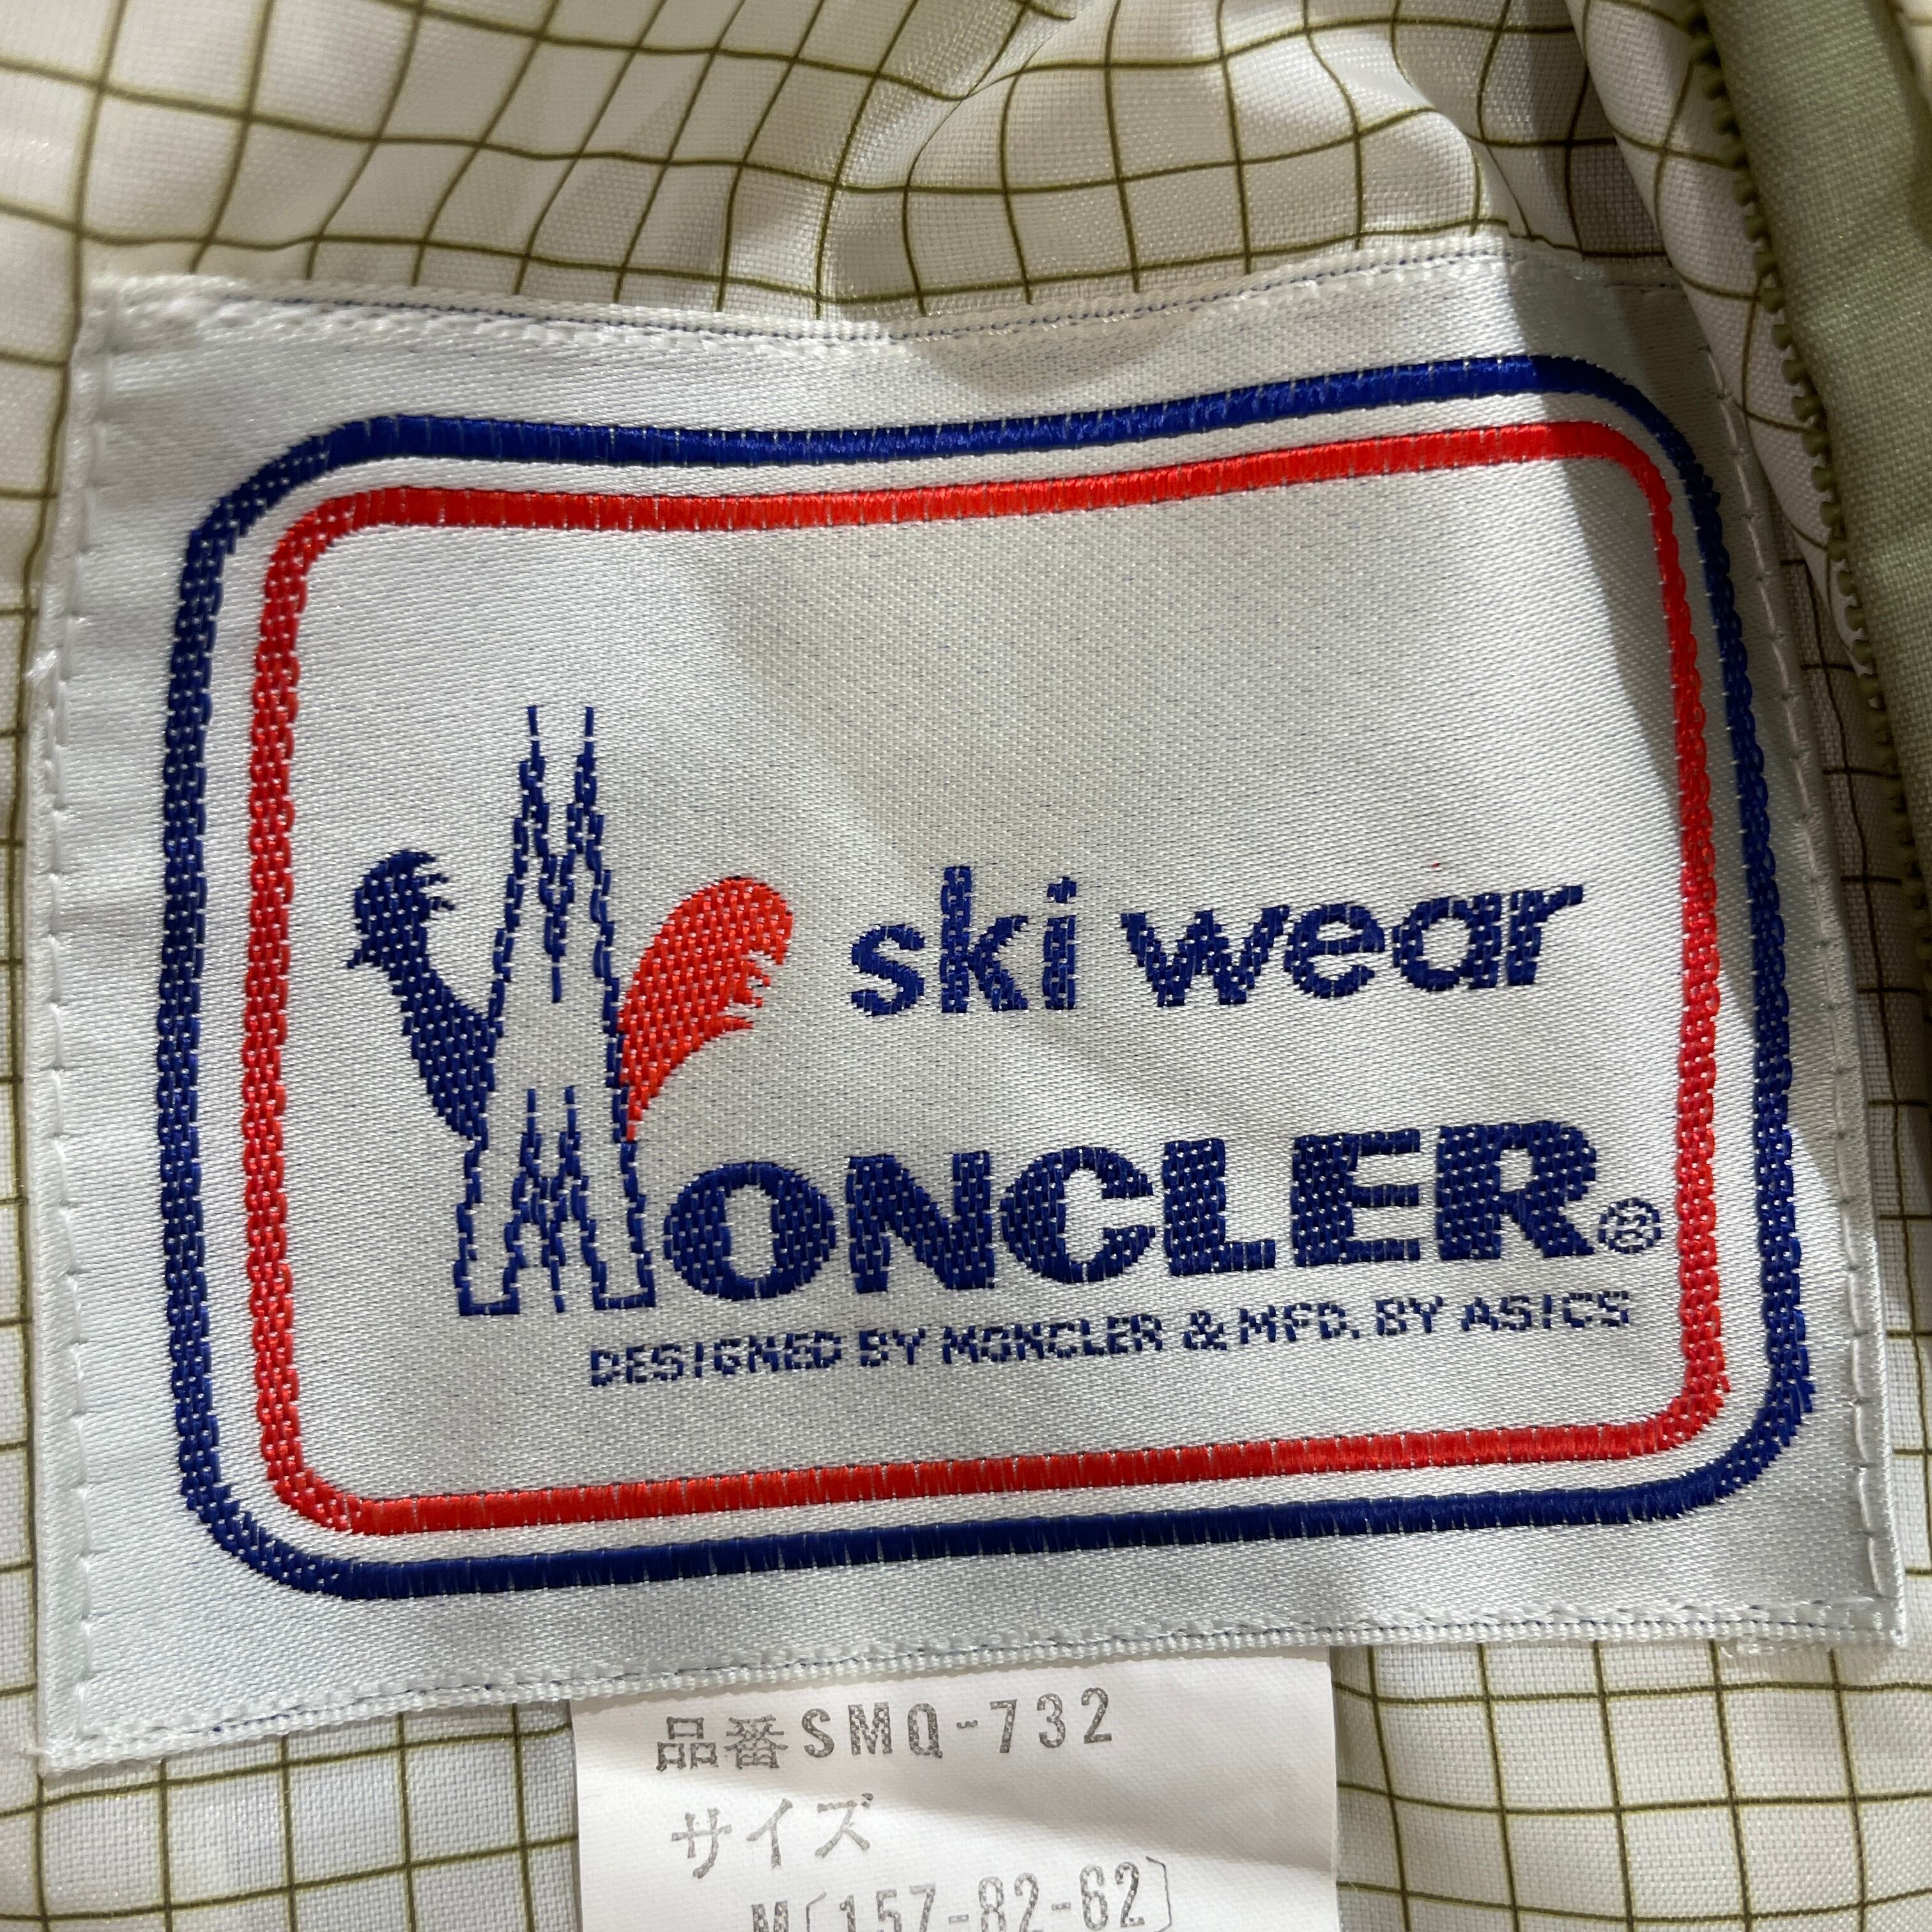 ski wear
MONCLER®
DESIGNED BY MONCLER & MFD. BY ASICS
品番SMQ-732
サイズ
M〔157-82-62〕